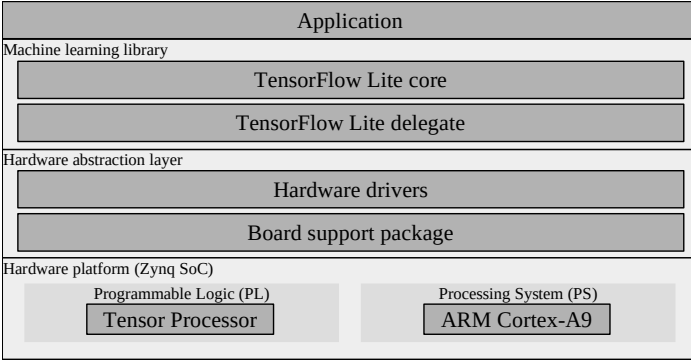 Application
Machine learning library
TensorFlow Lite core
TensorFlow Lite delegate
Hardware abstraction layer
Hardware drivers
Board support package
Hardware platform (Zynq SoC)
Programmable Logic (PL)
Tensor Processor
Processing System (PS)
ARM Cortex-A9